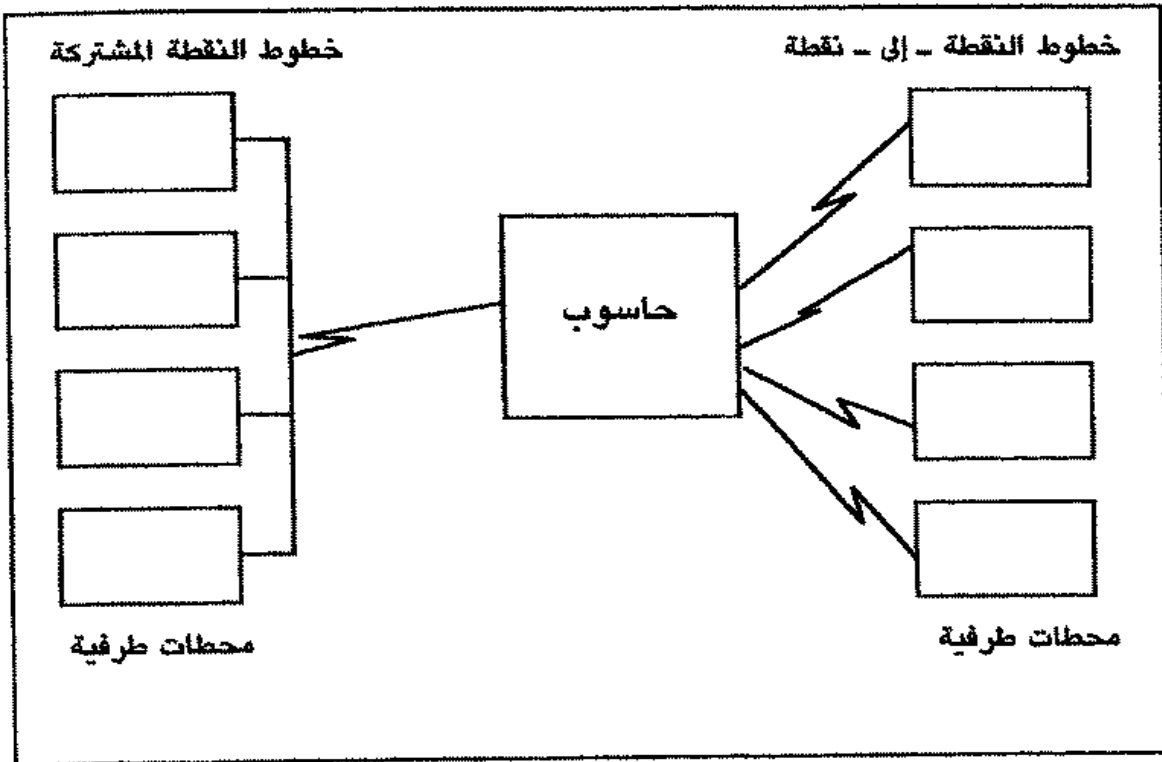 خطوط النقطة ـ إلى ـ نقطة
خطوط النقطة المشتركة
حاسوب
محطات طرفية
محطات طرفية